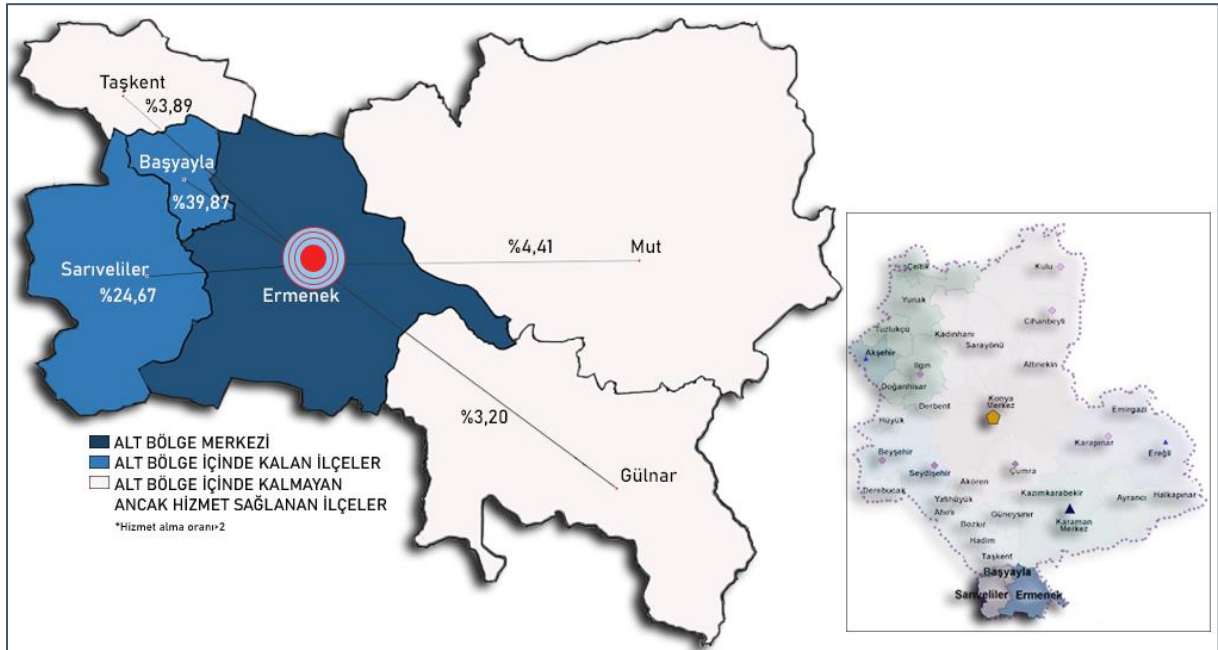 Taşkent
%3,89
Başyayla
%39,87
Sarıveliler
%24,67
Ermenek
%4,41
Mut
%3,20
Gülnar
ALT BÖLGE MERKEZİ
ALT BÖLGE İÇİNDE KALAN İLÇELER
ALT BÖLGE İÇİNDE KALMAYAN
ANCAK HİZMET SAĞLANAN İLÇELER
*Hizmet alma oranı>2
Çeltik
Kulu
Yunak
Cihanbeyli
Tuzlukçu
Kadınhanı
Sarayönü
Akşehir
Ilgın
Altınekin
Doğanhisar
Derbent
Konya
Merkez
Emirgazi
Hüyük
Karapınar
Ereğli
Beyşehir
Seydişehir
Çumra
Akören
Derebucak
Yalıhüyük
Kazımkarabekir
Ayrancı
Halkapınar
Ahırlı
Güneysınır
Karaman
Merkez
Bozkır
Hadim
Taşkent
Başyayla
Sarıveliler
Ermenek